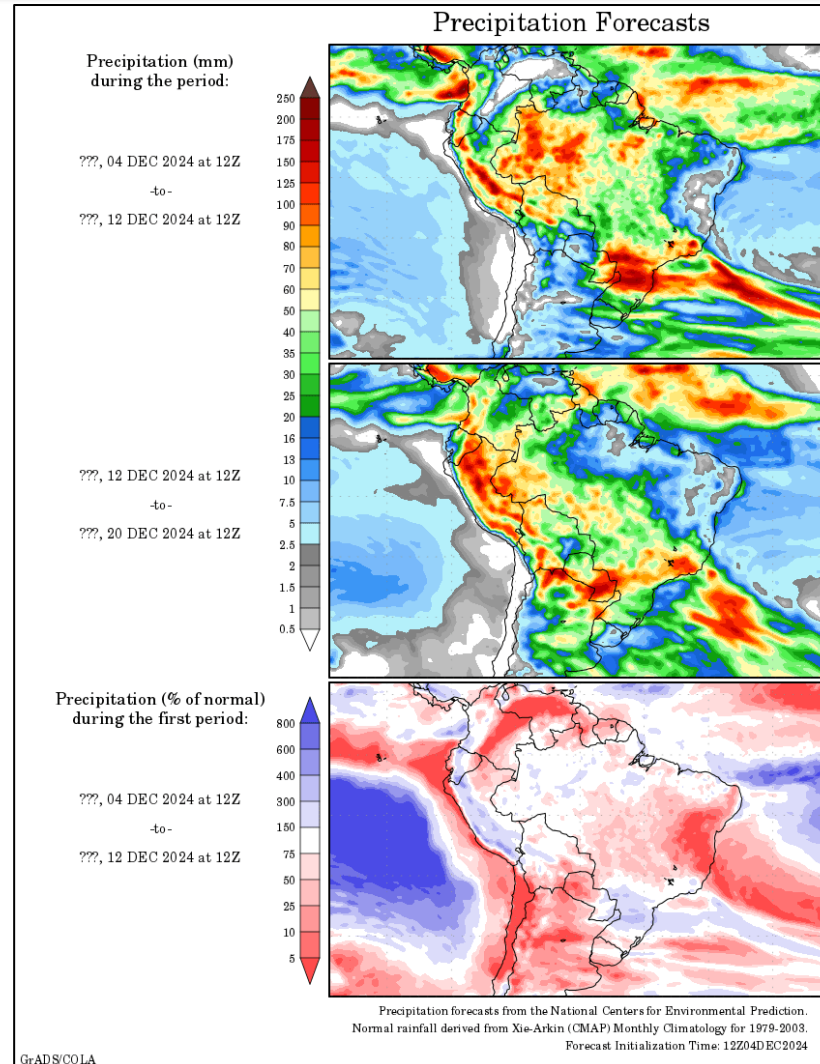 Precipitation Forecasts
Precipitation (mm)
during the period:
???, 04 DEC 2024 at 12Z
-to-
???, 12 DEC 2024 at 12Z
250
200
175
150
125
100
90
80
70
60
50
40
35
30
25
20
16
13
10
7.5
5
2.5
2
1.5
1
0.5
???, 12 DEC 2024 at 12Z
-to-
???, 20 DEC 2024 at 12Z
Precipitation (% of normal)
during the first period:
???, 04 DEC 2024 at 12Z
-to-
???, 12 DEC 2024 at 12Z
800
600
400
300
150
75
50
25
10
5
Precipitation forecasts from the National Centers for Environmental Prediction.
Normal rainfall derived from Xie-Arkin (CMAP) Monthly Climatology for 1979-2003.
Forecast Initialization Time: 12Z04DEC2024
GrADS/COLA